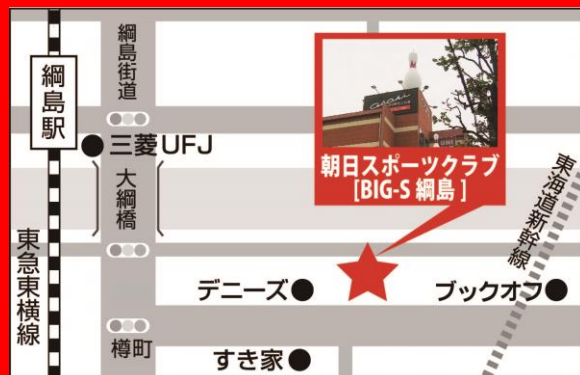 綱島駅
綱島街道
三菱UFJ
大綱橋
東急東横線
樽町
朝日スポーツクラブ
[BIG-S 綱島 ]
東海道新幹線
デニーズ
ブックオフ
すき家